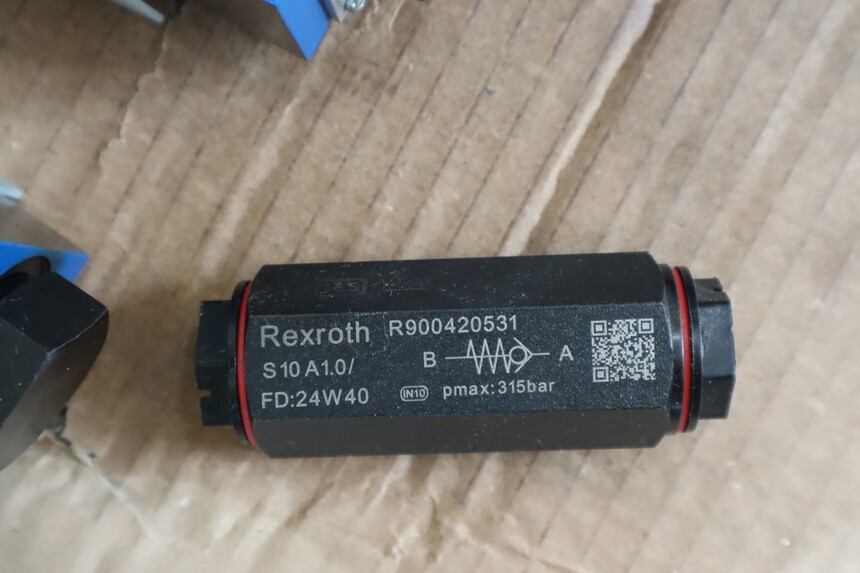 Rexroth R900420531
S10 A1.0/
B A
FD:24W40
IN10 pmax:315bar